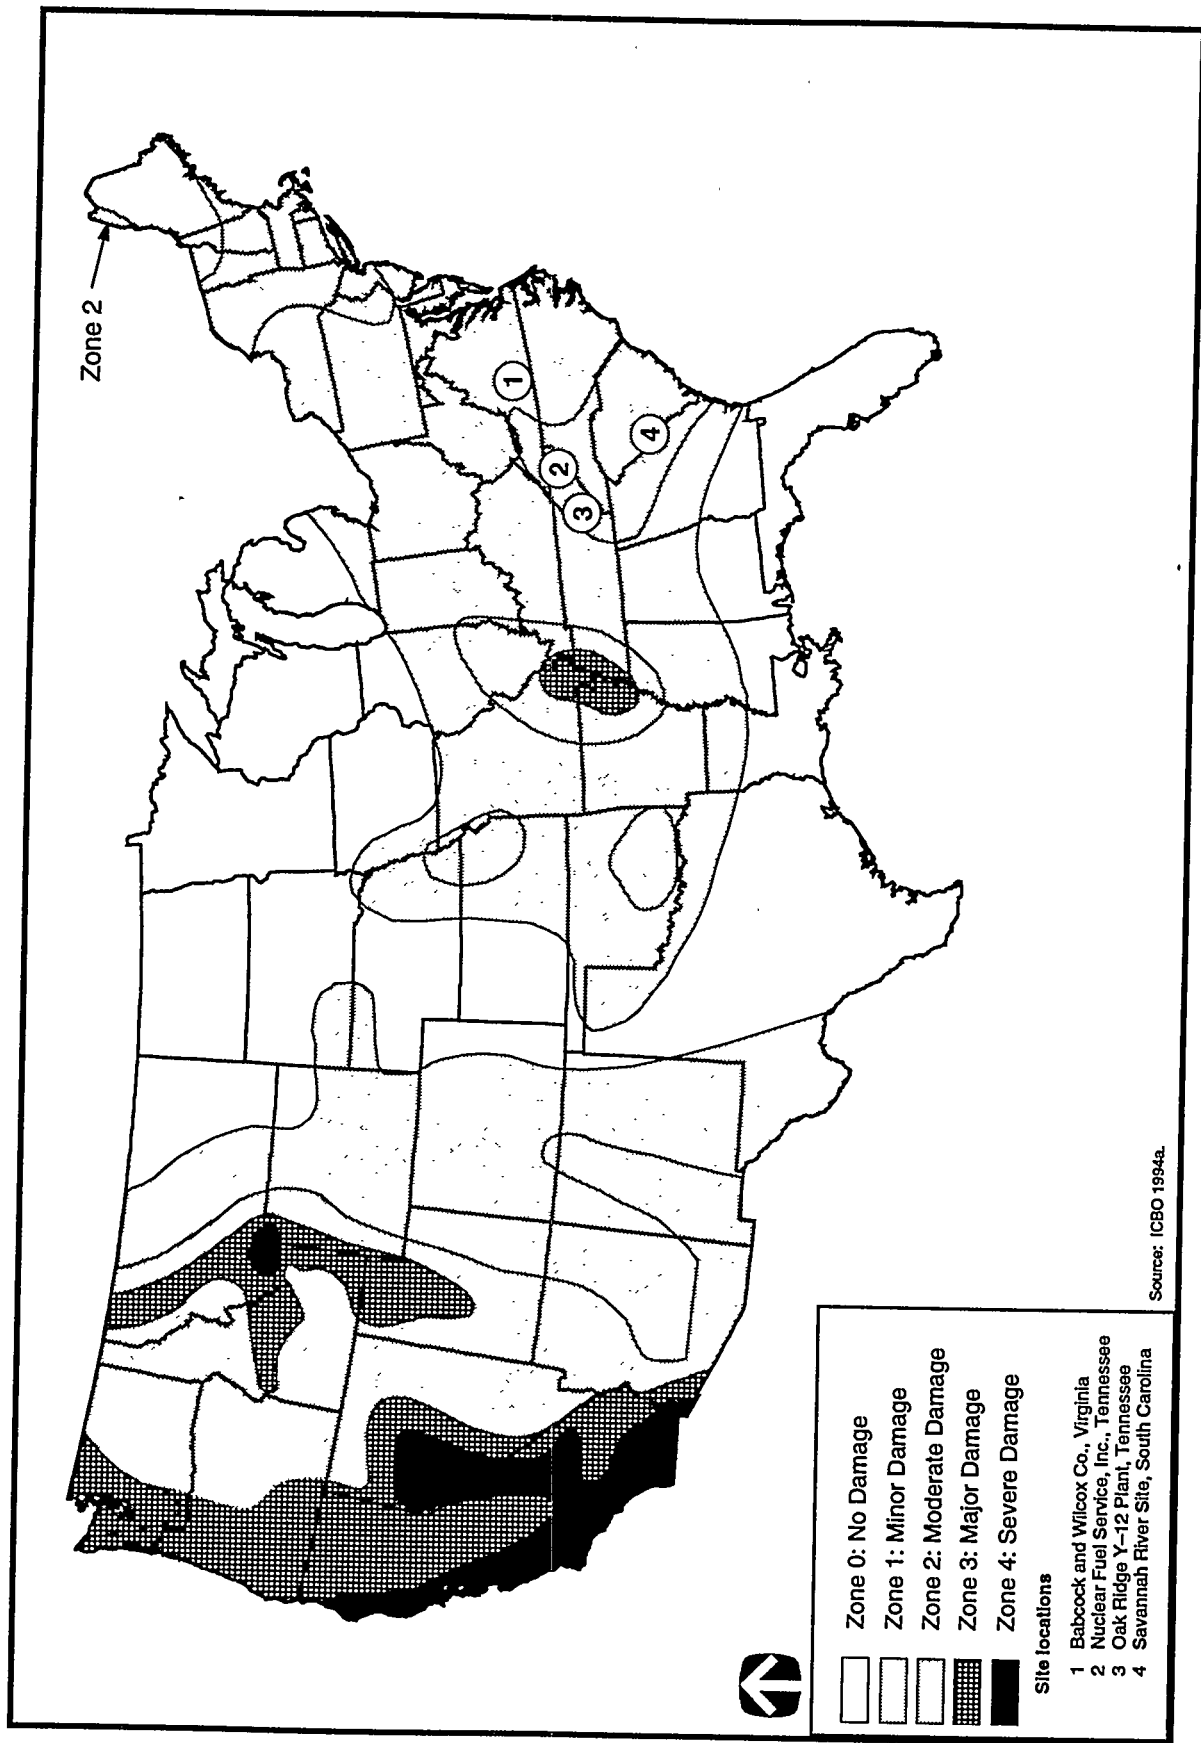 Zone 2
1
2
3
4
Zone 0: No Damage
Zone 1: Minor Damage
Zone 2: Moderate Damage
Zone 3: Major Damage
Zone 4: Severe Damage
Site locations
1 Babcock and Wilcox Co., Virginia
2 Nuclear Fuel Service, Inc., Tennessee
3 Oak Ridge Y–12 Plant, Tennessee
4 Savannah River Site, South Carolina
Source: ICBO 1994a.